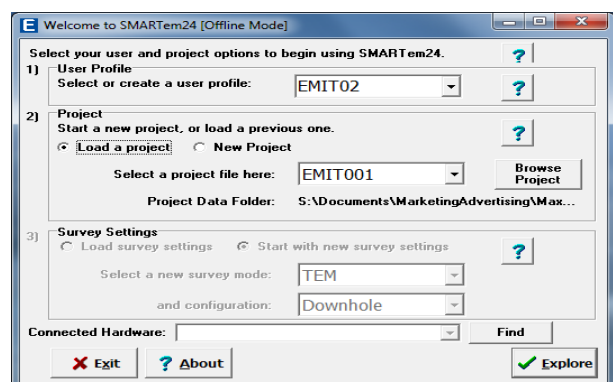 E Welcome to SMARTem24 [Offline Mode]
Select your user and project options to begin using SMARTem24. ?
1) User Profile
Select or create a user profile: EMIT02 ?
2) Project
Start a new project, or load a previous one. ?
Load a project New Project
Select a project file here: EMIT001 Browse Project
Project Data Folder: S:\Documents\MarketingAdvertising\Max...
3) Survey Settings
Load survey settings Start with new survey settings ?
Select a new survey mode: TEM
and configuration: Downhole
Connected Hardware: Find
Exit ? About Explore